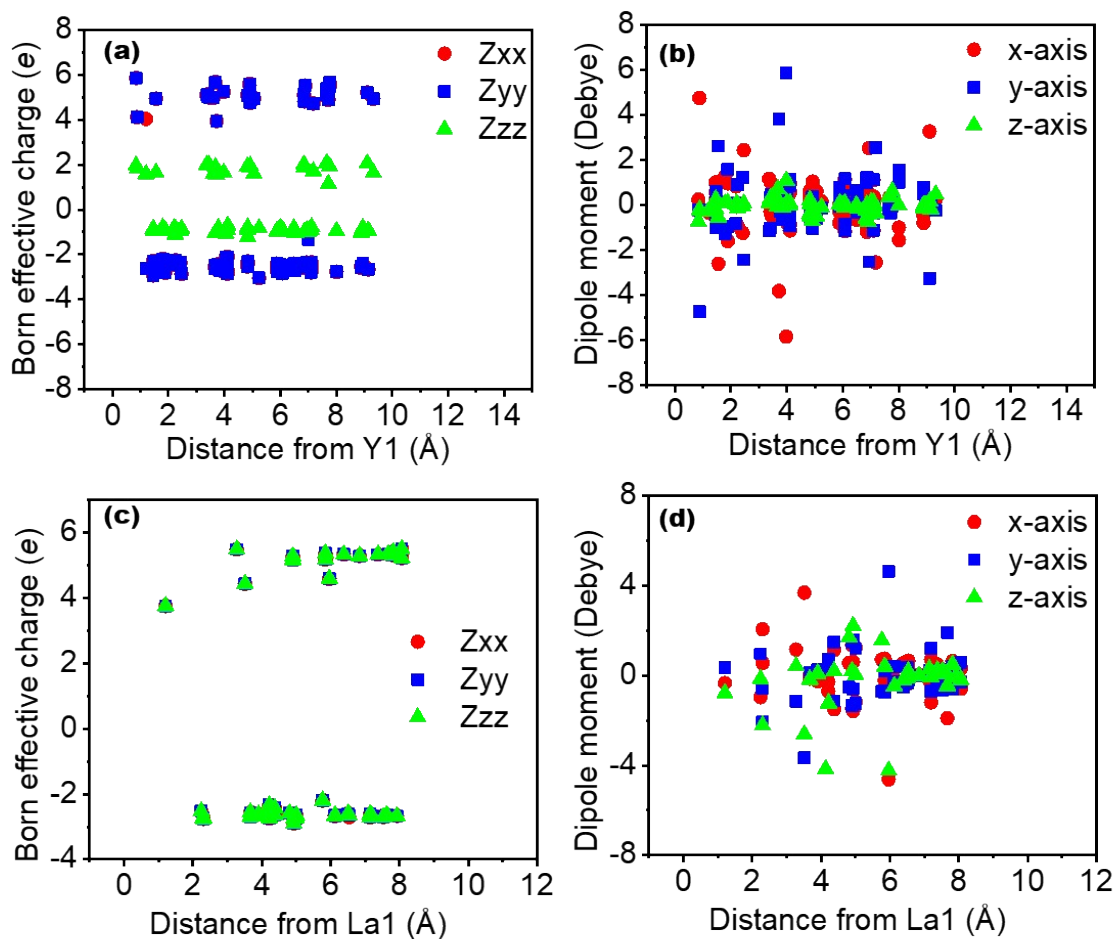 (a)
Zxx
Zyy
Zzz
8
6
4
2
0
-2
-4
-6
-8
Born effective charge (e)
0 2 4 6 8 10 12 14
Distance from Y1 (Å)
(b)
x-axis
y-axis
z-axis
8
6
4
2
0
-2
-4
-6
-8
Dipole moment (Debye)
0 2 4 6 8 10 12 14
Distance from Y1 (Å)
(c)
Zxx
Zyy
Zzz
6
4
2
0
-2
-4
Born effective charge (e)
0 2 4 6 8 10 12
Distance from La1 (Å)
(d)
x-axis
y-axis
z-axis
8
4
0
-4
-8
Dipole moment (Debye)
0 2 4 6 8 10 12
Distance from La1 (Å)